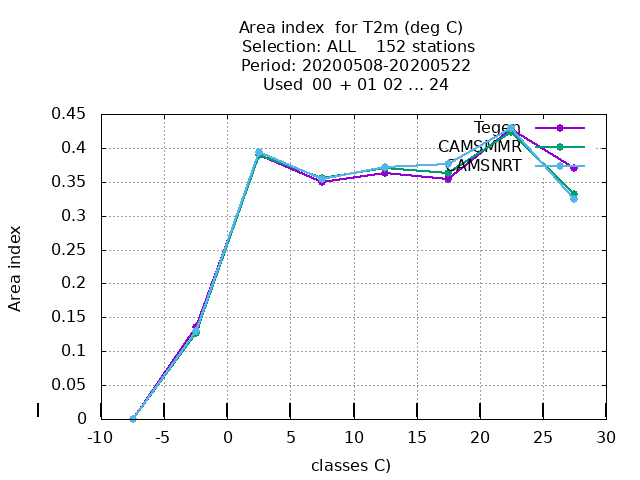 Area index  for T2m (deg C)
Selection: ALL    152 stations
Period: 20200508-20200522
Used  00  + 01 02 ... 24
0.45
0.4
0.35
0.3
0.25
0.2
0.15
0.1
0.05
0
-10
-5
0
5
10
15
20
25
30
Area index
classes C)
Tegen
CAMSMMR
CAMSNRT